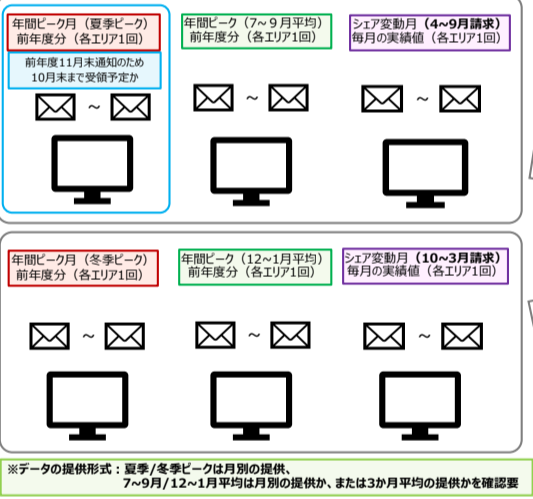 年間ピーク月（夏季ピーク）
前年度分（各エリア1回）
前年度11月末通知のため
10月末まで受領予定か
～
年間ピーク（7～９月平均）
前年度分（各エリア1回）
～
シェア変動月（4~9月請求）
毎月の実績値（各エリア1回）
～
年間ピーク月（冬季ピーク）
前年度分（各エリア1回）
～
年間ピーク（12~1月平均）
前年度分（各エリア1回）
～
シェア変動月（10~3月請求）
毎月の実績値（各エリア1回）
～
※データの提供形式：夏季/冬季ピークは月別の提供、
7~9月/12~1月平均は月別の提供か、または3か月平均の提供かを確認要